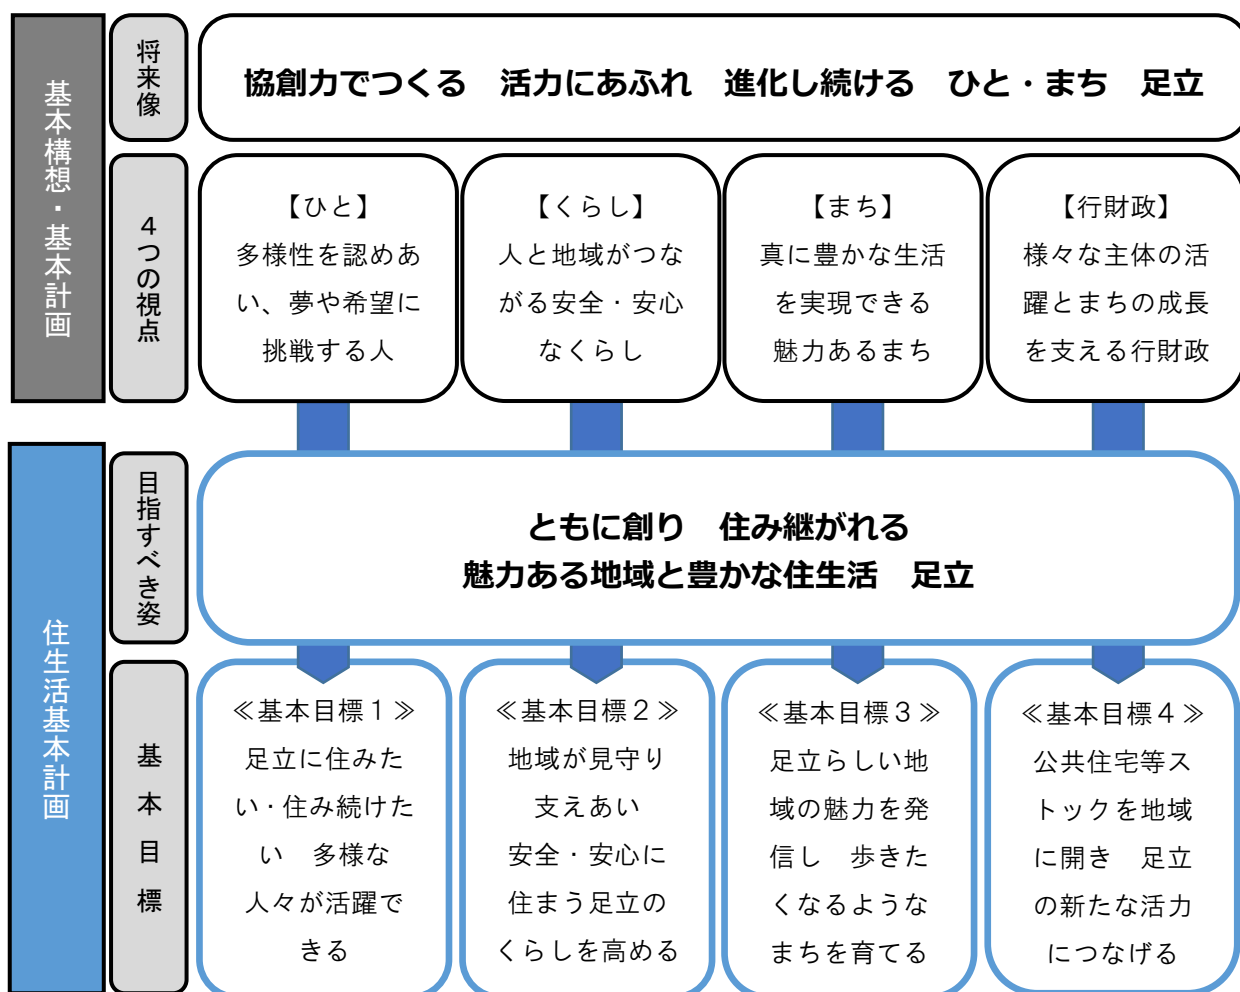 基本構想・基本計画
将来像
協創力でつくる　活力にあふれ　進化し続ける　ひと・まち　足立
４つの視点
【ひと】
多様性を認めあ
い、夢や希望に
挑戦する人
【くらし】
人と地域がつな
がる安全・安心
なくらし
【まち】
真に豊かな生活
を実現できる
魅力あるまち
【行財政】
様々な主体の活
躍とまちの成長
を支える行財政
住生活基本計画
目指すべき姿
ともに創り　住み継がれる
魅力ある地域と豊かな住生活　足立
基本目標
≪基本目標１≫
足立に住みた
い・住み続けた
い　多様な
人々が活躍で
きる
≪基本目標２≫
地域が見守り
支えあい
安全・安心に
住まう足立の
くらしを高める
≪基本目標３≫
足立らしい地
域の魅力を発
信し　歩きた
くなるような
まちを育てる
≪基本目標４≫
公共住宅等ス
トックを地域
に開き　足立
の新たな活力
につなげる